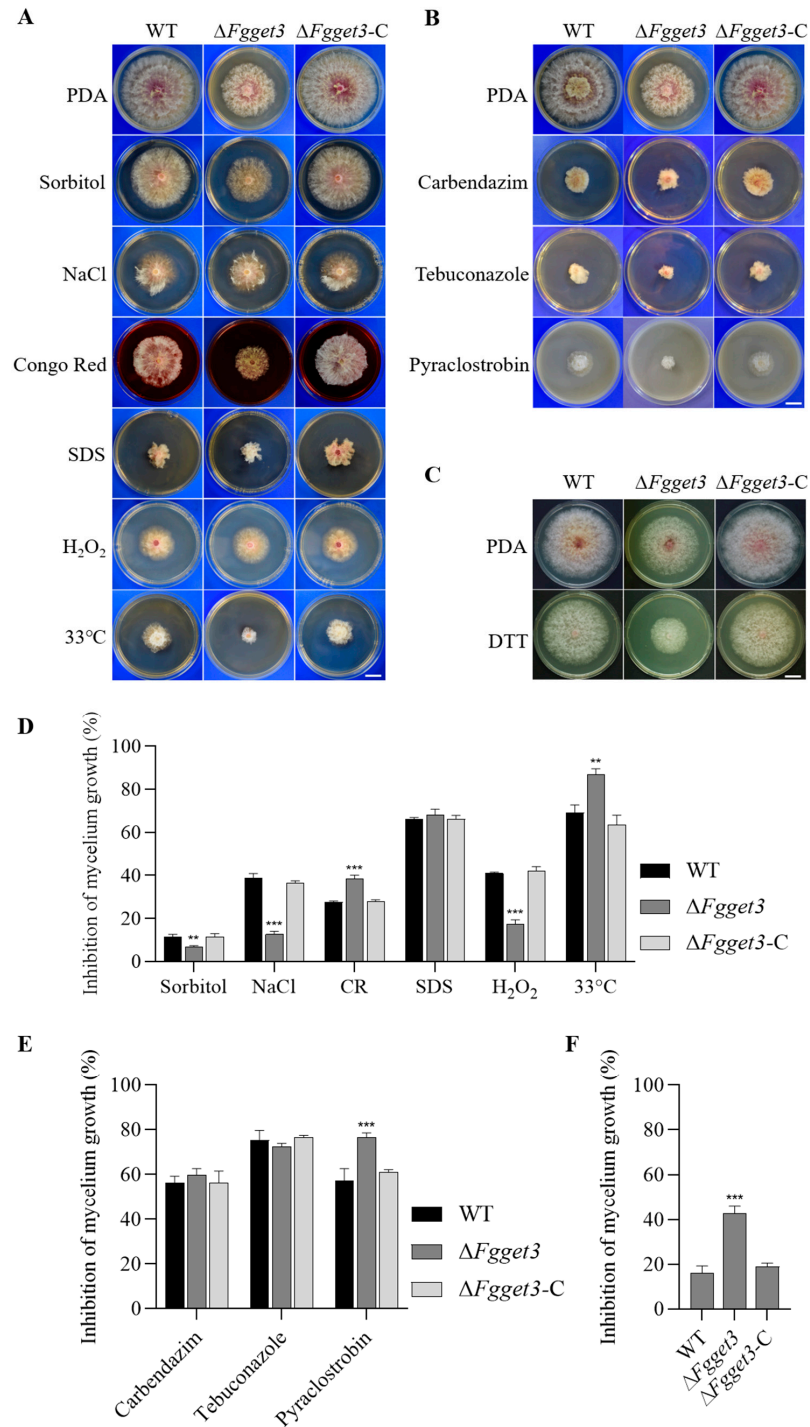 A
WT ΔFgget3 ΔFgget3-C
PDA
Sorbitol
NaCl
Congo Red
SDS
H₂O₂
33°C
B
WT ΔFgget3 ΔFgget3-C
PDA
Carbendazim
Tebuconazole
Pyraclostrobin
C
WT ΔFgget3 ΔFgget3-C
PDA
DTT
D
Inhibition of mycelium growth (%)
100
80
60
40
20
0
** *** *** *** **
Sorbitol NaCl CR SDS H₂O₂ 33°C
WT
ΔFgget3
ΔFgget3-C
E
Inhibition of mycelium growth (%)
100
80
60
40
20
0
***
Carbendazim Tebuconazole Pyraclostrobin
WT
ΔFgget3
ΔFgget3-C
F
Inhibition of mycelium growth (%)
100
80
60
40
20
0
***
WT ΔFgget3 ΔFgget3-C